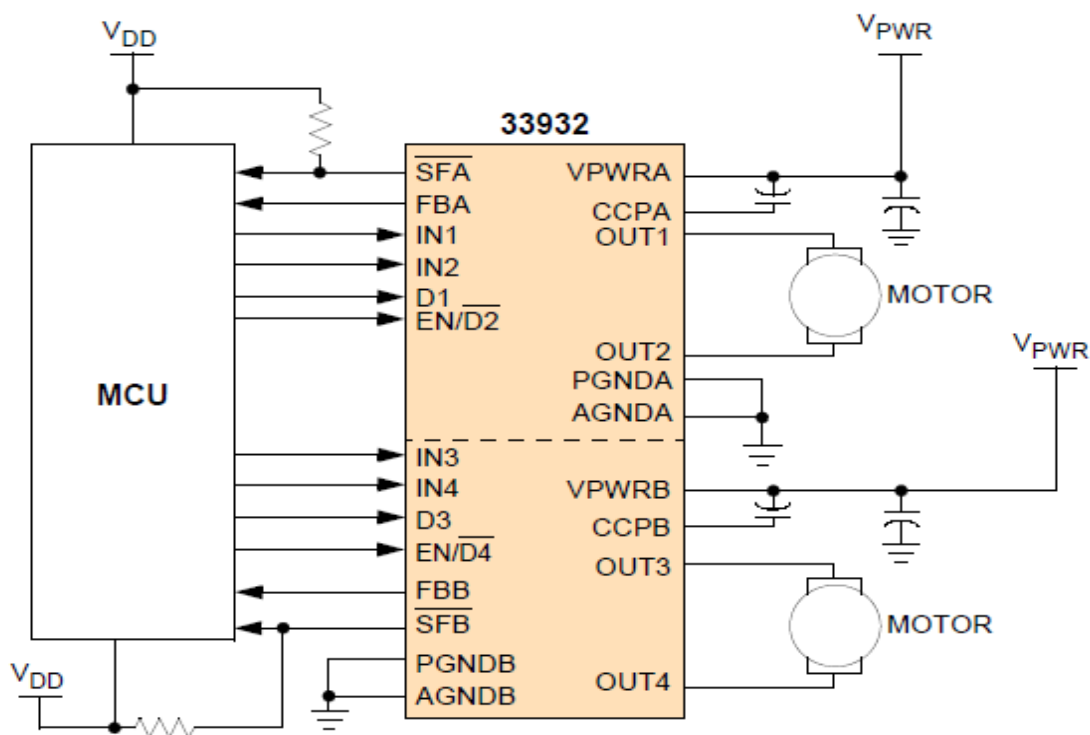 VDD
VPWR
33932
SFA
FBA
IN1
IN2
D1
EN/D2
VPWRA
CCPA
OUT1
MOTOR
OUT2
PGNDA
AGNDA
MCU
VPWR
IN3
IN4
D3
EN/D4
FBB
SFB
PGNDB
AGNDB
VPWRB
CCPB
OUT3
MOTOR
OUT4
VDD